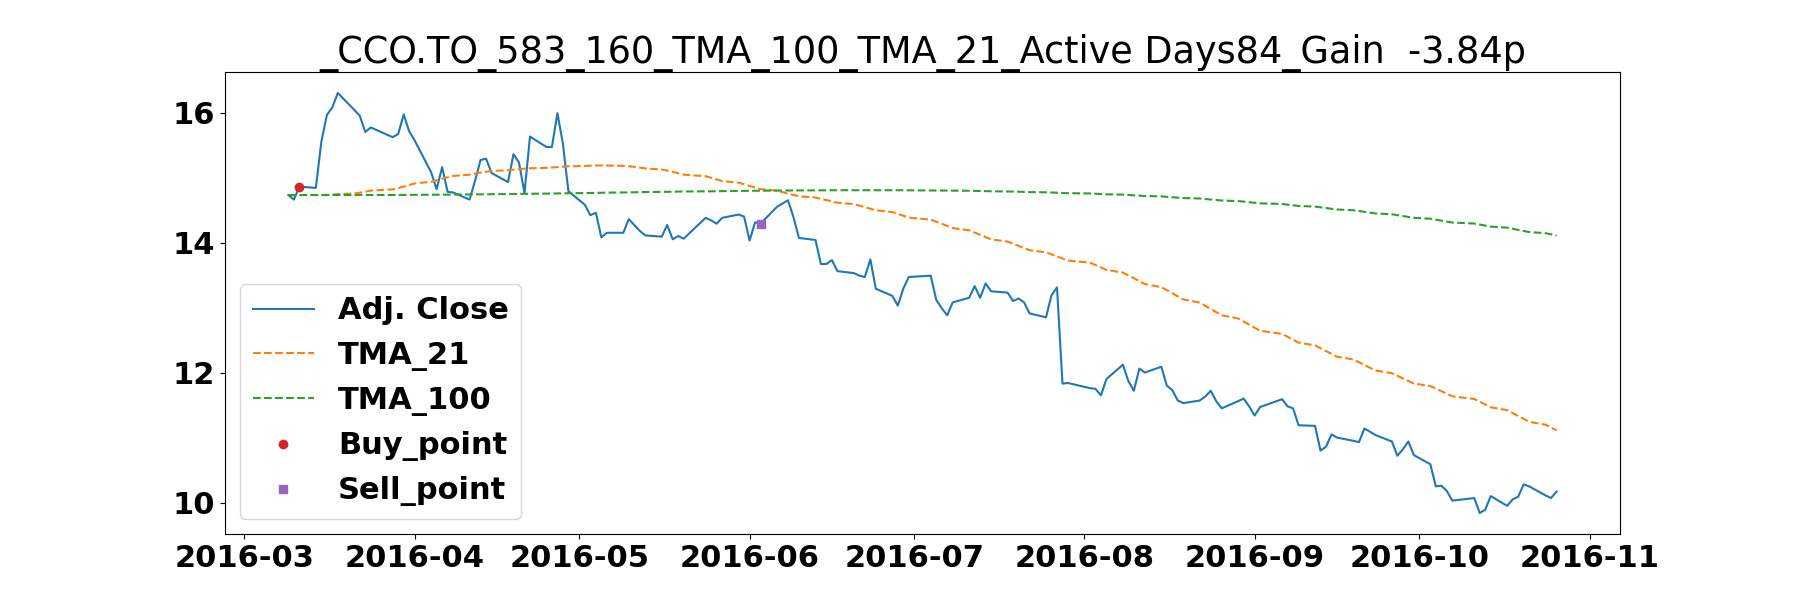 _CCO.TO_583_160_TMA_100_TMA_21_Active Days84_Gain  -3.84p
16
14
12
10
Adj. Close
TMA_21
TMA_100
Buy_point
Sell_point
2016-03 2016-04 2016-05 2016-06 2016-07 2016-08 2016-09 2016-10 2016-11